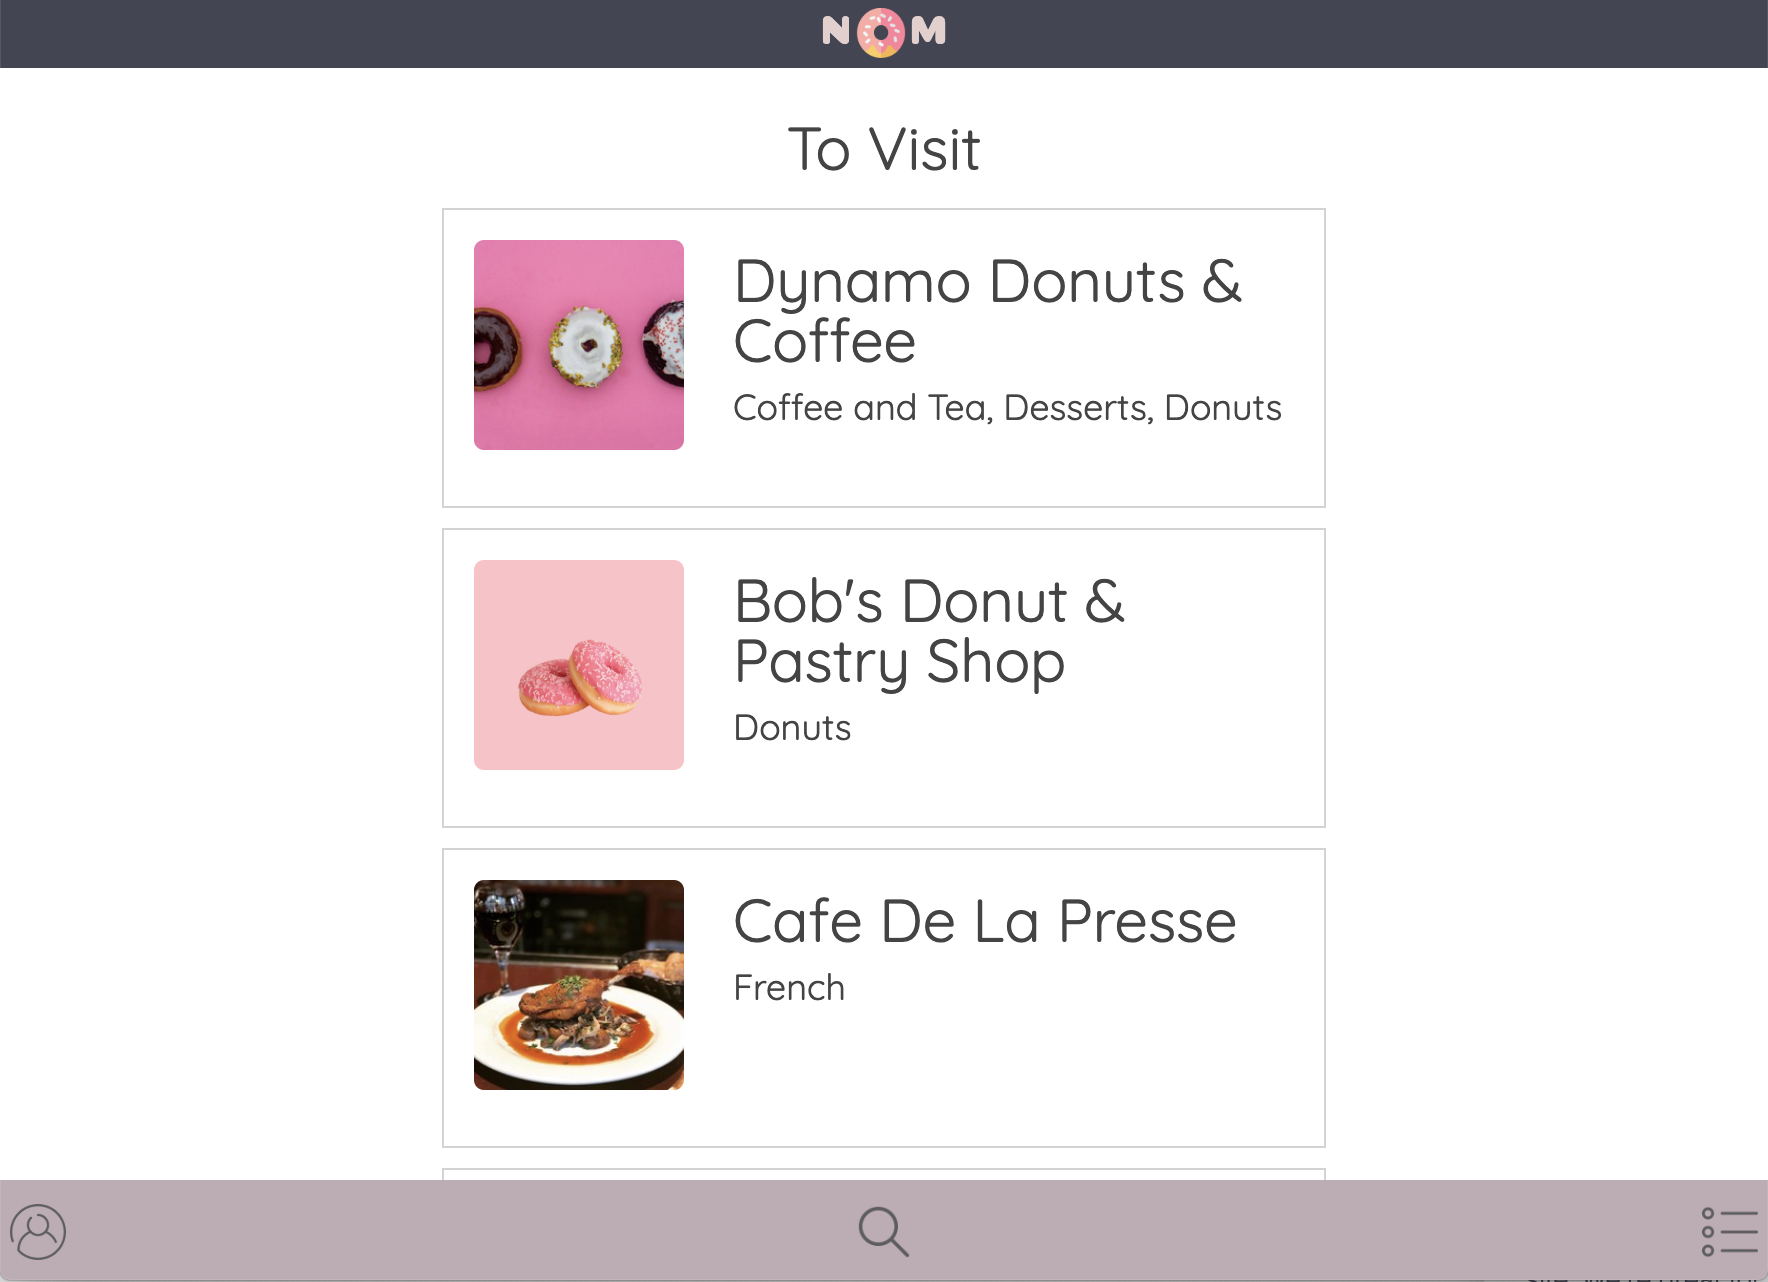 NOM
To Visit
Dynamo Donuts &
Coffee
Coffee and Tea, Desserts, Donuts
Bob's Donut &
Pastry Shop
Donuts
Cafe De La Presse
French